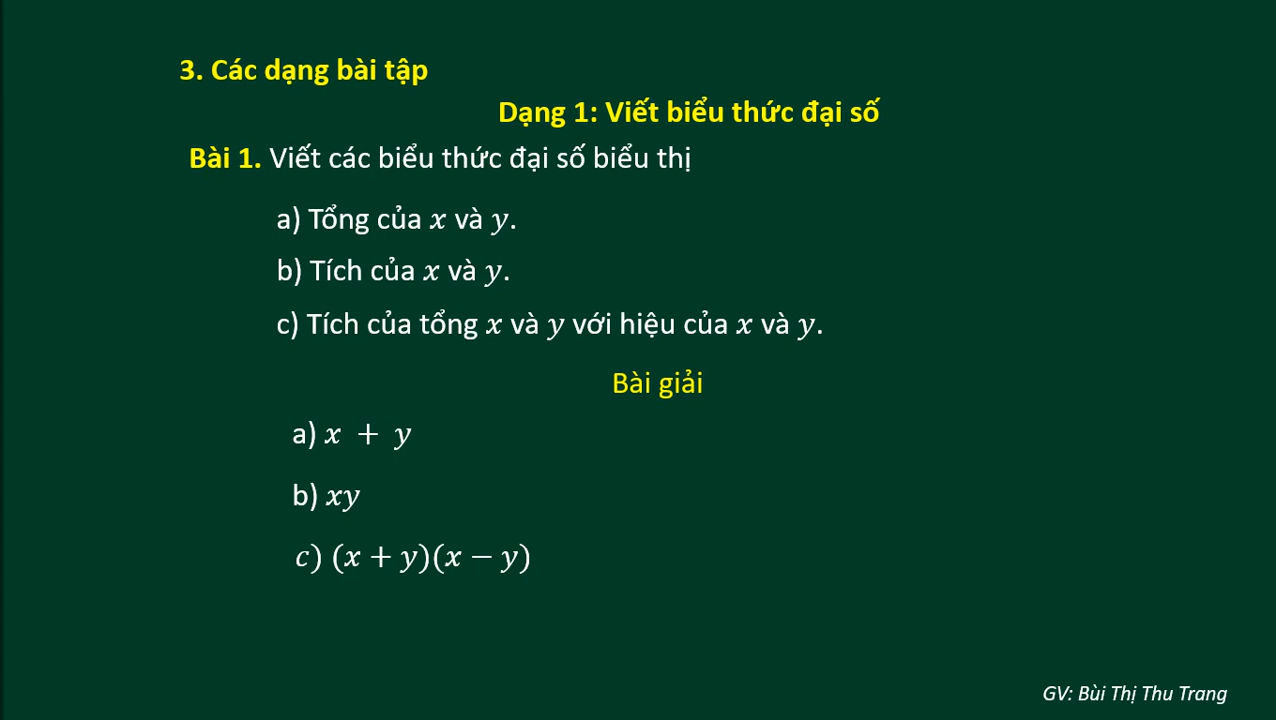 3. Các dạng bài tập
Dạng 1: Viết biểu thức đại số
Bài 1. Viết các biểu thức đại số biểu thị
a) Tổng của x và y.
b) Tích của x và y.
c) Tích của tổng x và y với hiệu của x và y.
Bài giải
a) x + y
b) xy
c) (x + y)(x − y)
GV: Bùi Thị Thu Trang